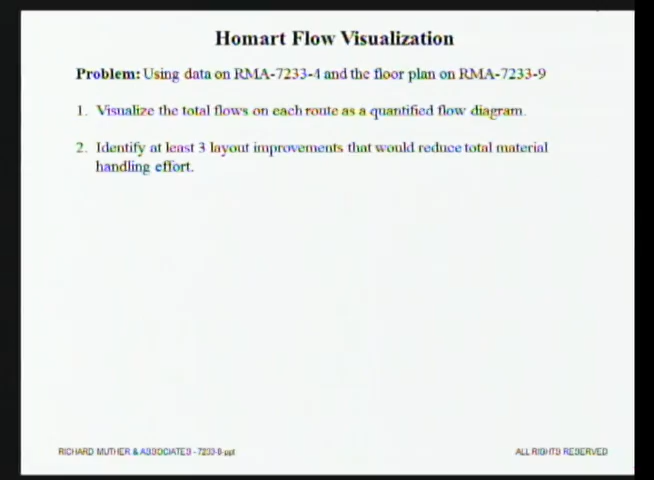 Homart Flow Visualization
Problem: Using data on RMA-7233-4 and the floor plan on RMA-7233-9
1. Visualize the total flows on each route as a quantified flow diagram.
2. Identify at least 3 layout improvements that would reduce total material
handling effort.
RICHARD MUTHER & ASSOCIATES - 7233-8.ppt
ALL RIGHTS RESERVED